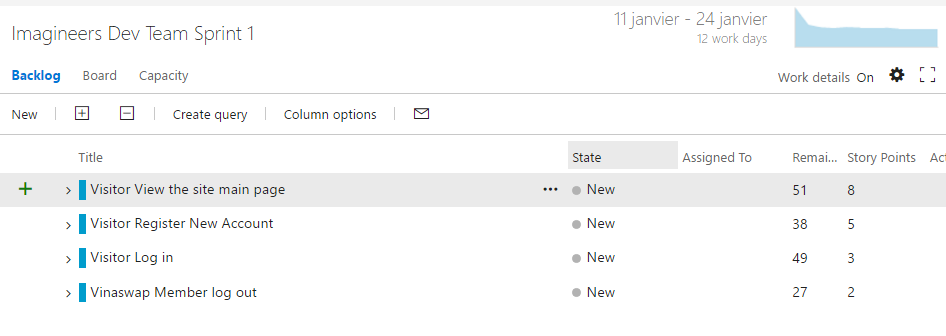 Imagineers Dev Team Sprint 1
11 janvier - 24 janvier
12 work days
Backlog Board Capacity
Work details On
New Create query Column options
Title State Assigned To Remai... Story Points Act
Visitor View the site main page ••• New 51 8
Visitor Register New Account New 38 5
Visitor Log in New 49 3
Vinaswap Member log out New 27 2